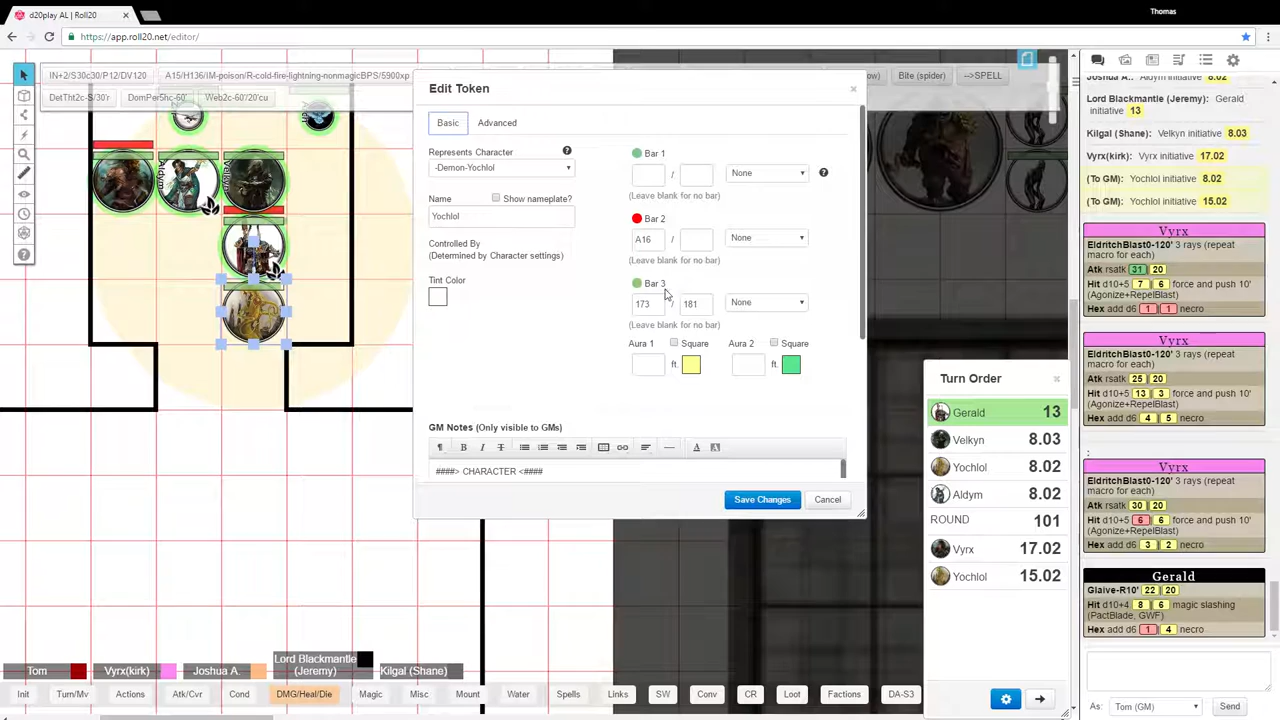 d20play AL | Roll20
Thomas
https://app.roll20.net/editor/
IN+2/S30c30/P12/DV120
A15/H136/IM-poison/R-cold-fire-lightning-nonmagicBPS/5900xp
Bite (spider)
-->SPELL
DetTht2c-S/30'r
DomPer5hc-60'
Web2c-60'/20'cu
Edit Token
×
Basic
Advanced
Represents Character
-Demon-Yochlol
Name
Show nameplate?
Yochlol
Controlled By
(Determined by Character settings)
Tint Color
Bar 1
/
None
(Leave blank for no bar)
Bar 2
A16
/
None
(Leave blank for no bar)
Bar 3
173
/
181
None
(Leave blank for no bar)
Aura 1
Square
Aura 2
Square
ft.
ft.
GM Notes (Only visible to GMs)
####> CHARACTER <####
Save Changes
Cancel
Aldym
Velkyn
Turn Order
×
Gerald 13
Velkyn 8.03
Yochlol 8.02
Aldym 8.02
ROUND 101
Vyrx 17.02
Yochlol 15.02
Joshua A.: Aldym initiative 8.02
Lord Blackmantle (Jeremy): Gerald
initiative 13
Kilgal (Shane): Velkyn initiative 8.03
Vyrx(kirk): Vyrx initiative 17.02
(To GM): Yochlol initiative 8.02
(To GM): Yochlol initiative 15.02
Vyrx
EldritchBlast0-120' 3 rays (repeat
macro for each)
Atk rsatk 31 20
Hit d10+5 7 6 force and push 10'
(Agonize+RepelBlast)
Hex add d6 1 1 necro
Vyrx
EldritchBlast0-120' 3 rays (repeat
macro for each)
Atk rsatk 25 20
Hit d10+5 13 3 force and push 10'
(Agonize+RepelBlast)
Hex add d6 4 5 necro
:
Vyrx
EldritchBlast0-120' 3 rays (repeat
macro for each)
Atk rsatk 30 20
Hit d10+5 6 6 force and push 10'
(Agonize+RepelBlast)
Hex add d6 3 2 necro
Gerald
Glaive-R10' 22 20
Hit d10+4 8 6 magic slashing
(PactBlade, GWF)
Hex add d6 1 4 necro
Tom
Vyrx(kirk)
Joshua A.
Lord Blackmantle
(Jeremy)
Kilgal (Shane)
Init
Turn/Mv
Actions
Atk/Cvr
Cond
DMG/Heal/Die
Magic
Misc
Mount
Water
Spells
Links
SW
Conv
CR
Loot
Factions
DA-S3
As:
Tom (GM)
Send